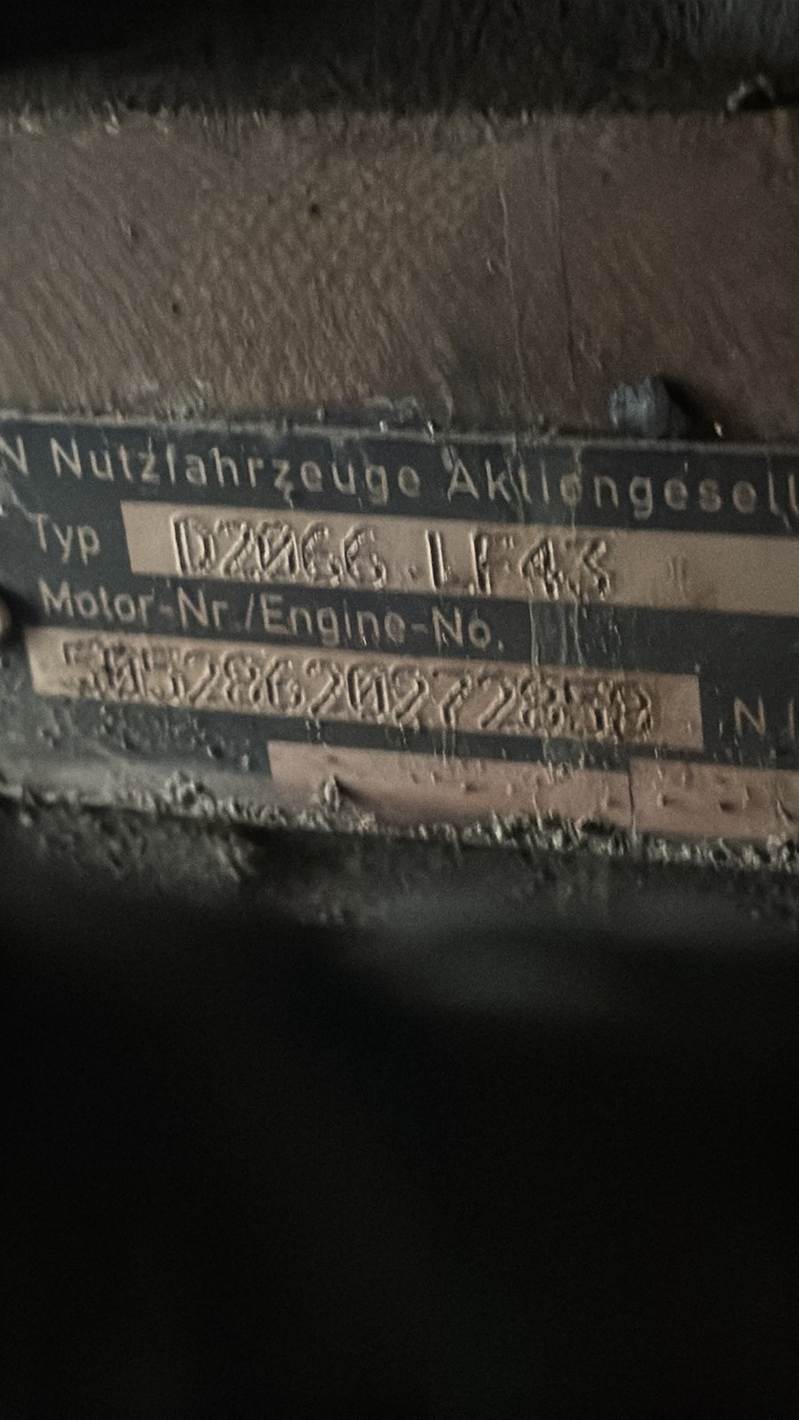 N Nutzfahrzeuge Aktiengesell
Typ D2066 LF43
Motor-Nr./Engine-No.
N/